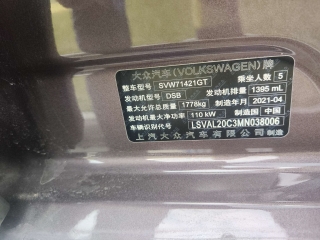 大众汽车(VOLKSWAGEN)牌
整车型号 SVW71421GT 乘坐人数 5
发动机型号 DSB 发动机排量 1395 mL
最大允许总质量 1778kg 制造年月 2021-04
发动机最大净功率 110 kW 制造国 中国
车辆识别代号 LSVAL20C3MN038006
上汽大众汽车有限公司 制造